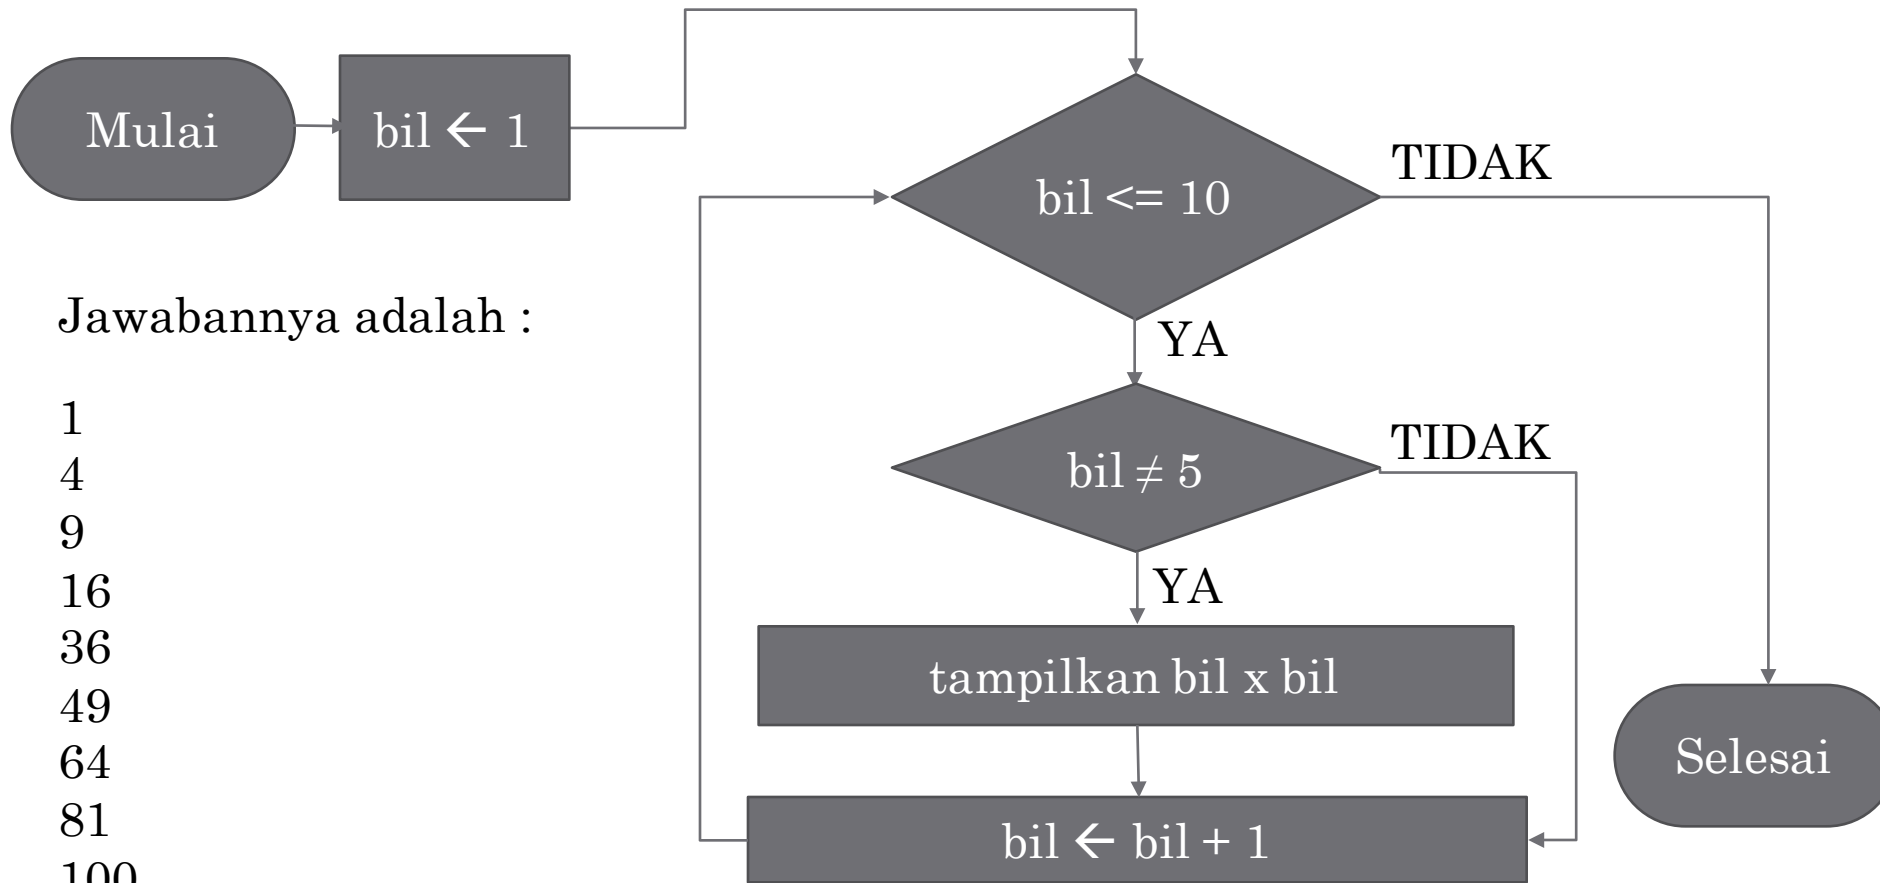 Mulai
bil ← 1
bil <= 10
TIDAK
YA
bil ≠ 5
TIDAK
YA
tampilkan bil x bil
bil ← bil + 1
Selesai
Jawabannya adalah :
1
4
9
16
36
49
64
81
100